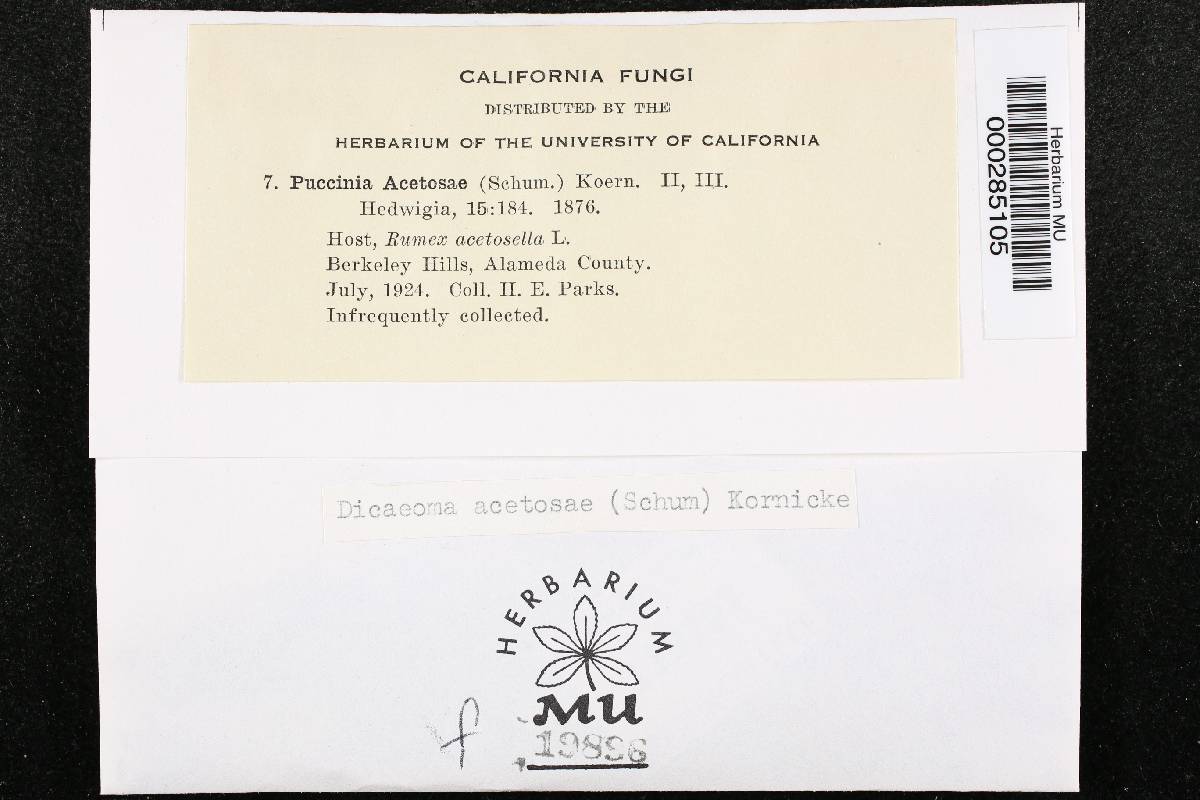 CALIFORNIA FUNGI
DISTRIBUTED BY THE
HERBARIUM OF THE UNIVERSITY OF CALIFORNIA
7. Puccinia Acetosae (Schum.) Koern. II, III.
Hedwigia, 15:184. 1876.
Host, Rumex acetosella L.
Berkeley Hills, Alameda County.
July, 1924. Coll. H. E. Parks.
Infrequently collected.
Herbarium MU
000285105
Dicaeoma acetosae (Schum) Kornicke
HERBARIUM
MU
f
19896